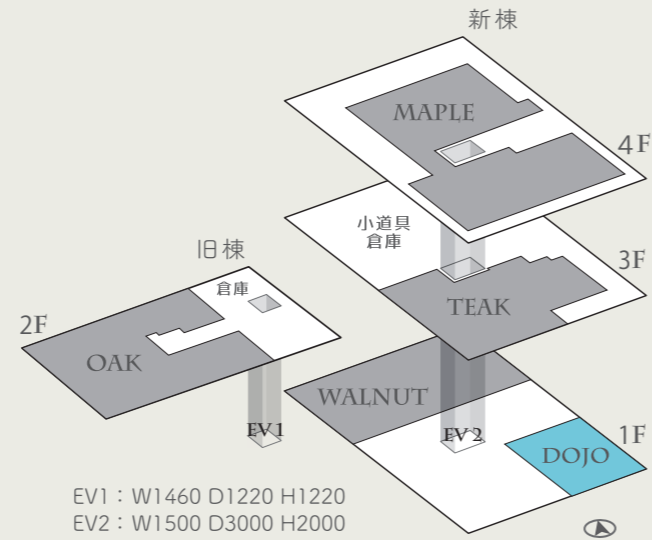 新棟
MAPLE
4F
小道具
倉庫
3F
TEAK
旧棟
倉庫
2F
OAK
EV1
WALNUT
EV2
1F
DOJO
EV1：W1460 D1220 H1220
EV2：W1500 D3000 H2000